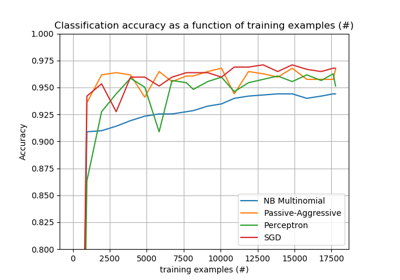 Classification accuracy as a function of training examples (#)
1.000
0.975
0.950
0.925
0.900
0.875
0.850
0.825
0.800
Accuracy
NB Multinomial
Passive-Aggressive
Perceptron
SGD
0 2500 5000 7500 10000 12500 15000 17500
training examples (#)